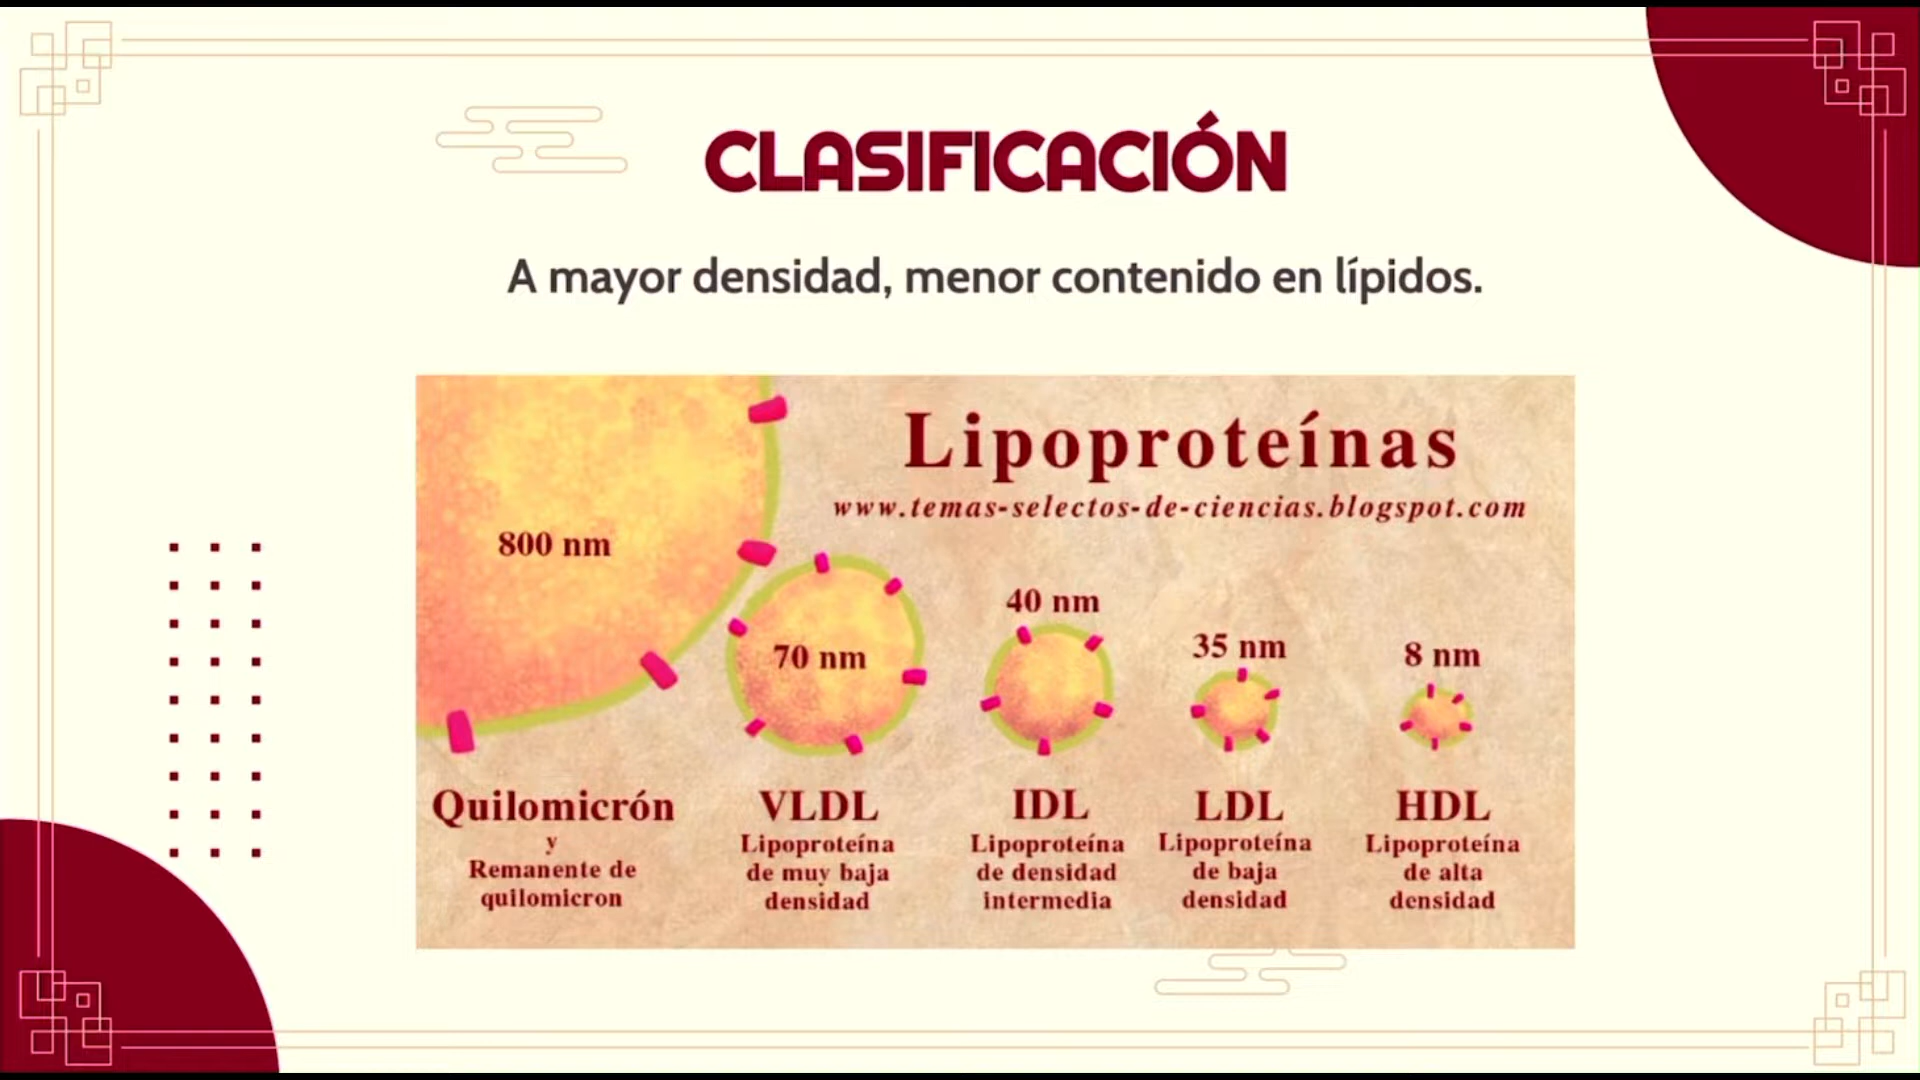 CLASIFICACIÓN
A mayor densidad, menor contenido en lípidos.
Lipoproteínas
www.temas-selectos-de-ciencias.blogspot.com
800 nm
70 nm
40 nm
35 nm
8 nm
Quilomicrón
y
Remanente de
quilomicron
VLDL
Lipoproteína
de muy baja
densidad
IDL
Lipoproteína
de densidad
intermedia
LDL
Lipoproteína
de baja
densidad
HDL
Lipoproteína
de alta
densidad